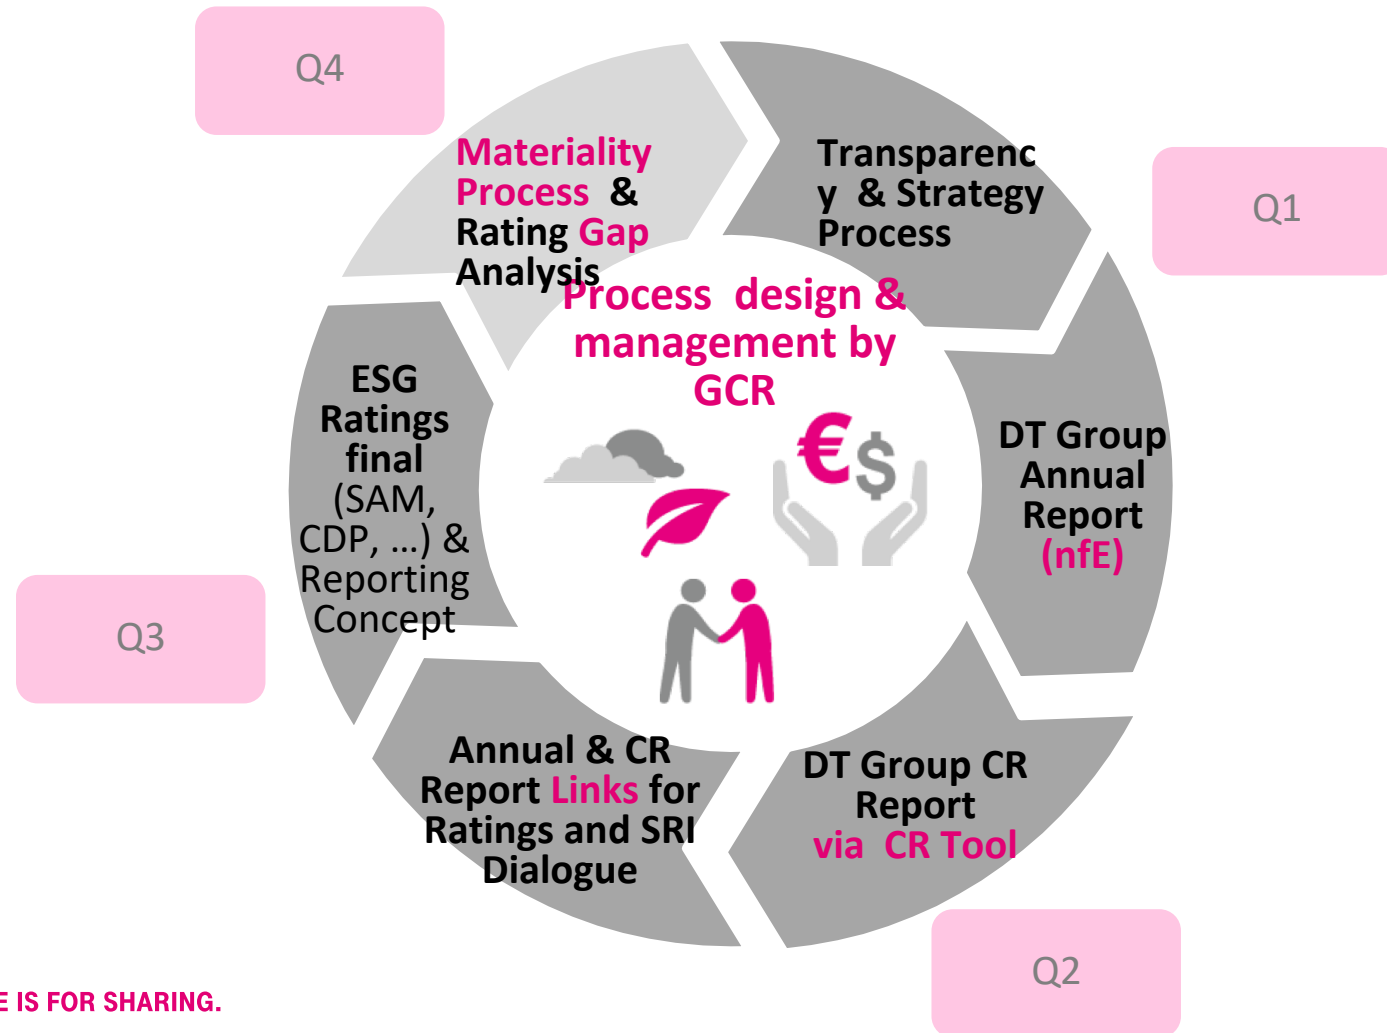 Q4
Materiality
Process & 
Rating Gap
Analysis
Transparenc
y & Strategy
Process
Q1
Process design &
management by
GCR
€$
ESG
Ratings
final
(SAM,
CDP, ...) &
Reporting
Concept
DT Group
Annual
Report
(nfE)
Q3
Annual & CR
Report Links for
Ratings and SRI
Dialogue
DT Group CR
Report
via CR Tool
Q2
E IS FOR SHARING.